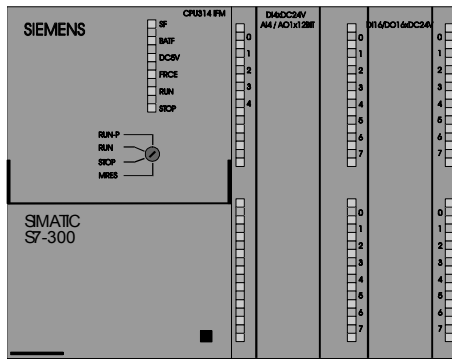 CPU314 IFM
SIEMENS
SF
BATF
DC5V
FRCE
RUN
STOP
RUN-P
RUN
STOP
MRES
SIMATIC
S7-300
DI4xDC24V
AI4 / AO1x12BIT
0
1
2
3
4
DI16/DO16xDC24V
0
1
2
3
4
5
6
7
0
1
2
3
4
5
6
7
0
1
2
3
4
5
6
7
0
1
2
3
4
5
6
7